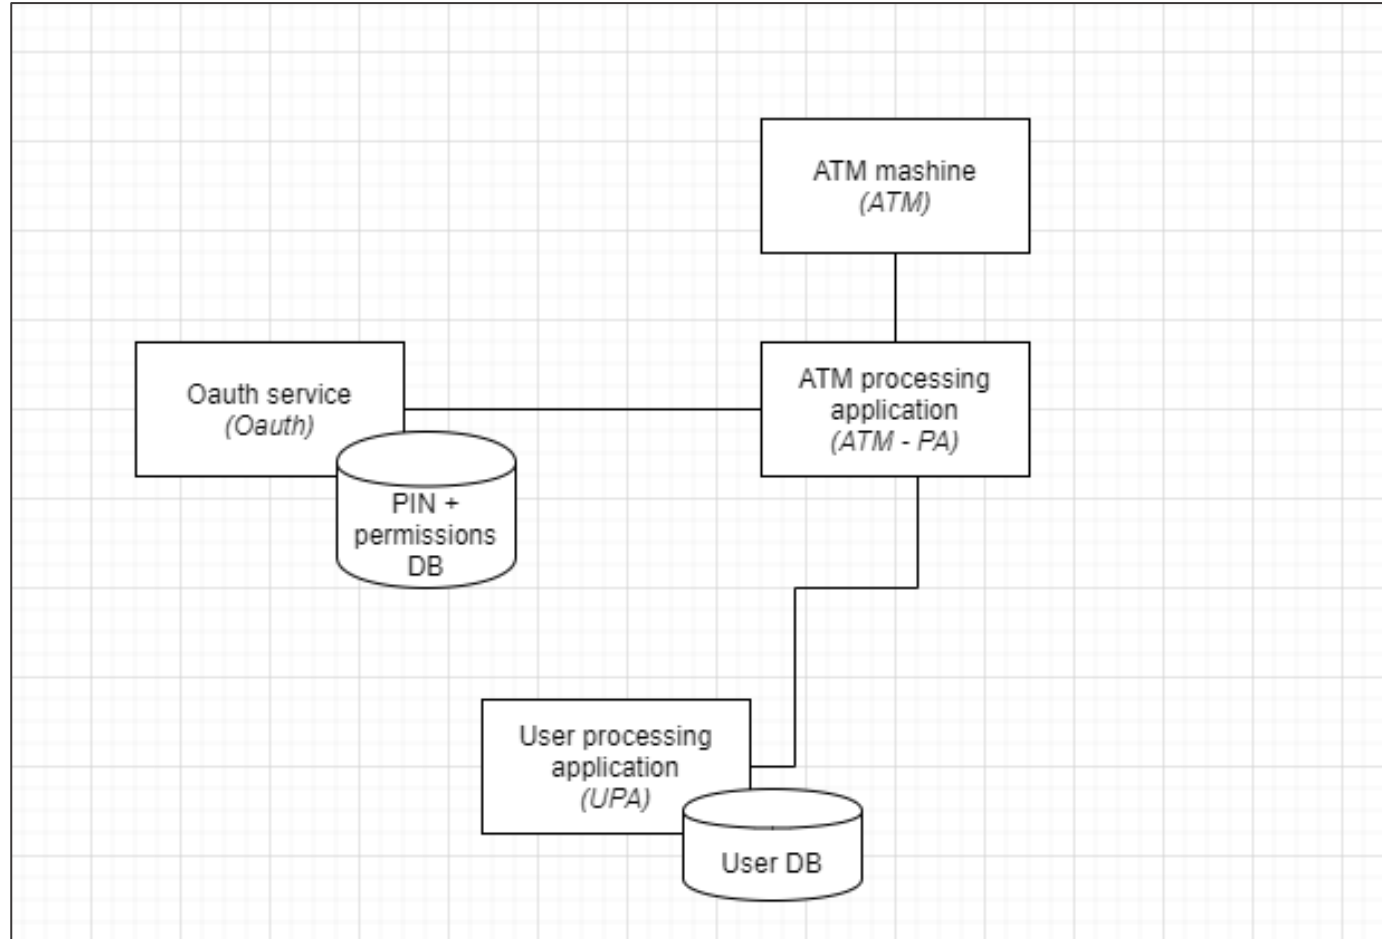 ATM mashine
(ATM)
Oauth service
(Oauth)
ATM processing
application
(ATM - PA)
PIN +
permissions
DB
User processing
application
(UPA)
User DB